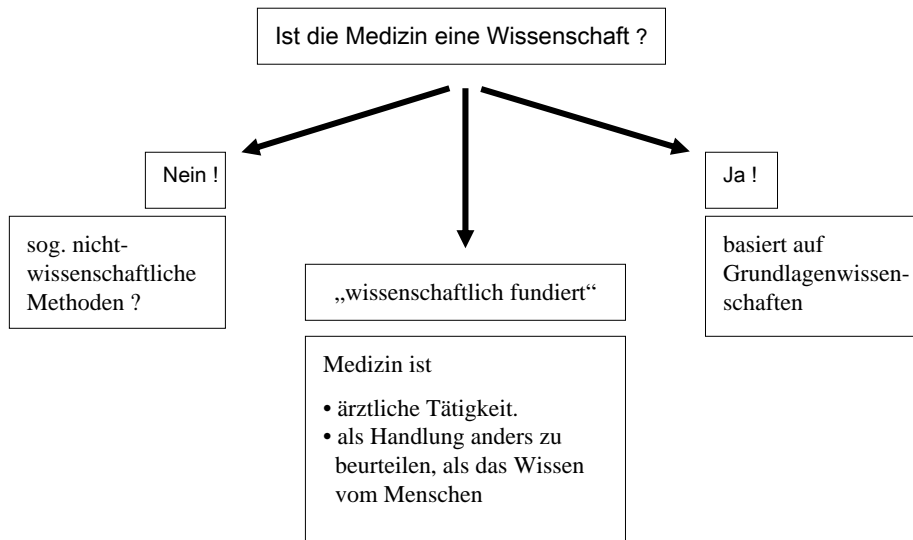 Ist die Medizin eine Wissenschaft ?
Nein !
sog. nicht-
wissenschaftliche
Methoden ?
„wissenschaftlich fundiert“
Medizin ist
• ärztliche Tätigkeit.
• als Handlung anders zu
beurteilen, als das Wissen
vom Menschen
Ja !
basiert auf
Grundlagenwissen-
schaften